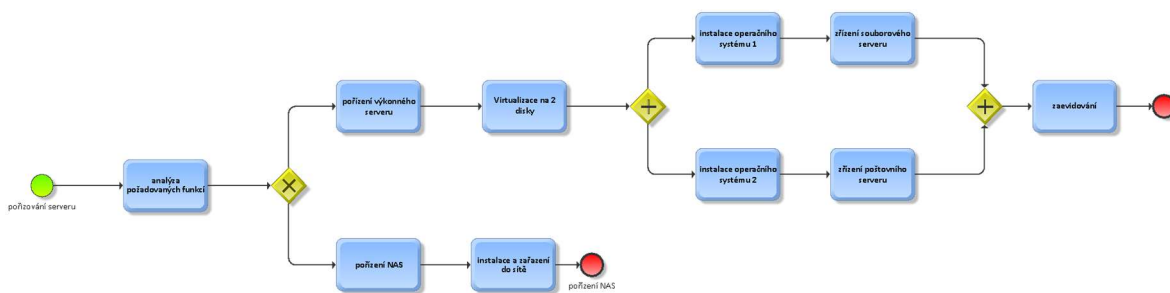 instalace operačního
systému 1
zřízení souborového
serveru
pořízení výkonného
serveru
Virtualizace na 2
disky
zaevidování
analýza
požadovaných funkcí
pořizování serveru
instalace operačního
systému 2
zřízení poštovního
serveru
pořízení NAS
instalace a zařazení
do sítě
pořízení NAS